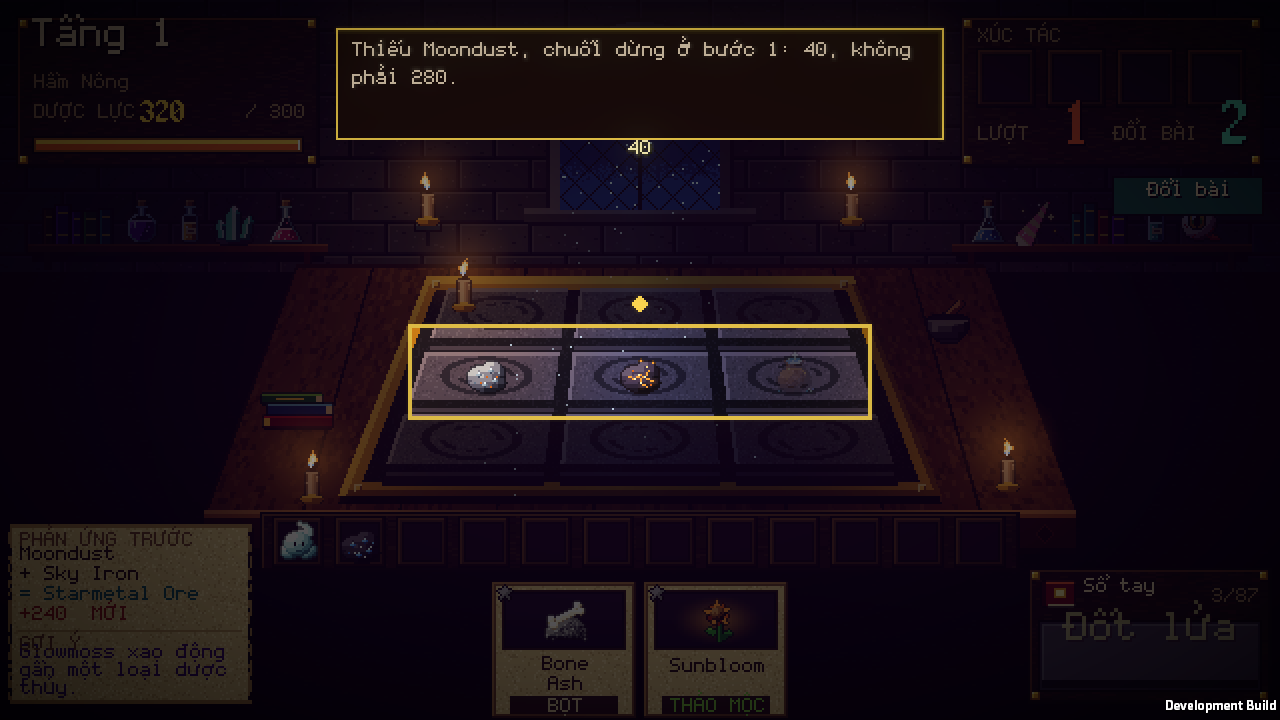 Tầng 1
Hầm Nông
DƯỢC LỰC 320 / 300
Thiếu Moondust, chuỗi dừng ở bước 1: 40, không
phải 280.
40
XÚC TÁC
LƯỢT 1 ĐỔI BÀI 2
Đổi bài
PHẢN ỨNG TRƯỚC
Moondust
+ Sky Iron
= Starmetal Ore
+240 MỚI
GỢI Ý
Glowmoss xao động
gần một loại dược
thủy.
Bone
Ash
BỘT
Sunbloom
THẢO MỘC
Sổ tay
3/87
Đốt lửa
Development Build